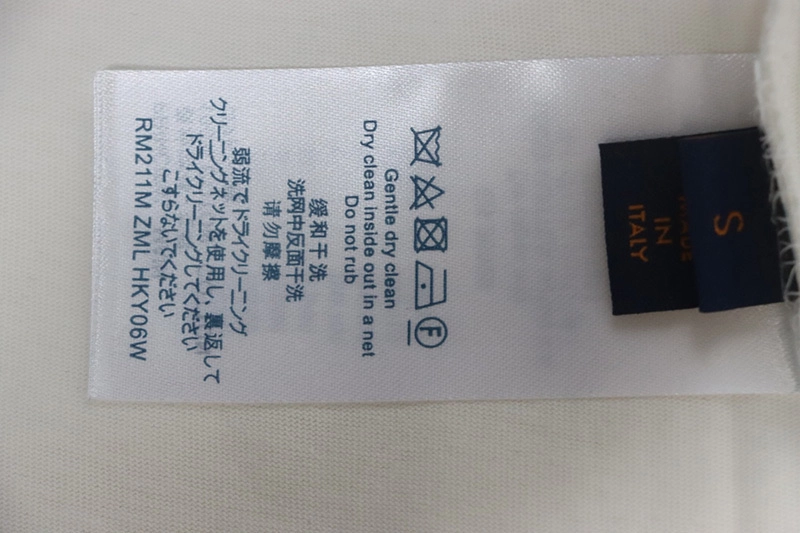 Gentle dry clean
Dry clean inside out in a net
Do not rub
缓和干洗
洗网中反面干洗
请勿摩擦
弱流でドライクリーニング
クリーニングネットを使用し、裏返して
ドライクリーニングしてください
こすらないでください
RM211M ZML HKY06W
F
S
MADE
IN
ITALY